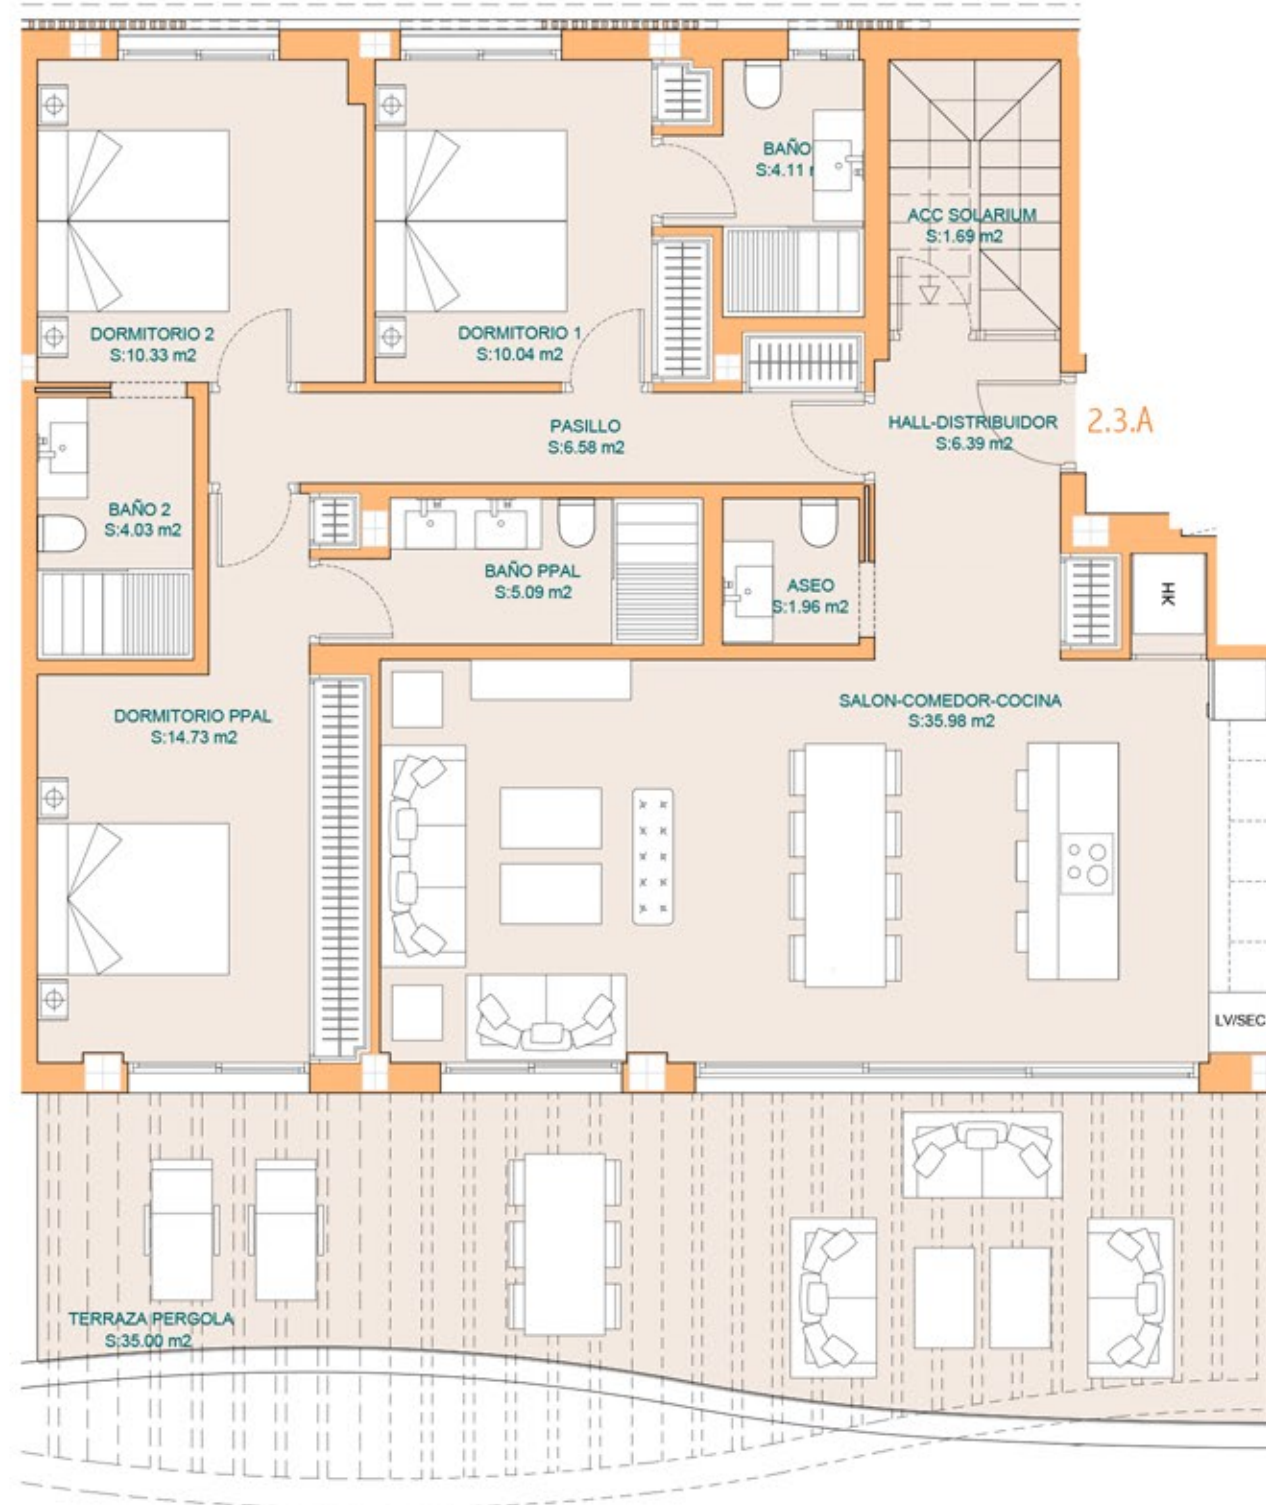 BAÑO
S:4.11
ACC SOLARIUM
S:1.69 m2
DORMITORIO 2
S:10.33 m2
DORMITORIO 1
S:10.04 m2
PASILLO
S:6.58 m2
HALL-DISTRIBUIDOR
S:6.39 m2
2.3.A
BAÑO 2
S:4.03 m2
BAÑO PPAL
S:5.09 m2
ASEO
S:1.96 m2
HK
DORMITORIO PPAL
S:14.73 m2
SALON-COMEDOR-COCINA
S:35.98 m2
LV/SEC
TERRAZA PERGOLA
S:35.00 m2